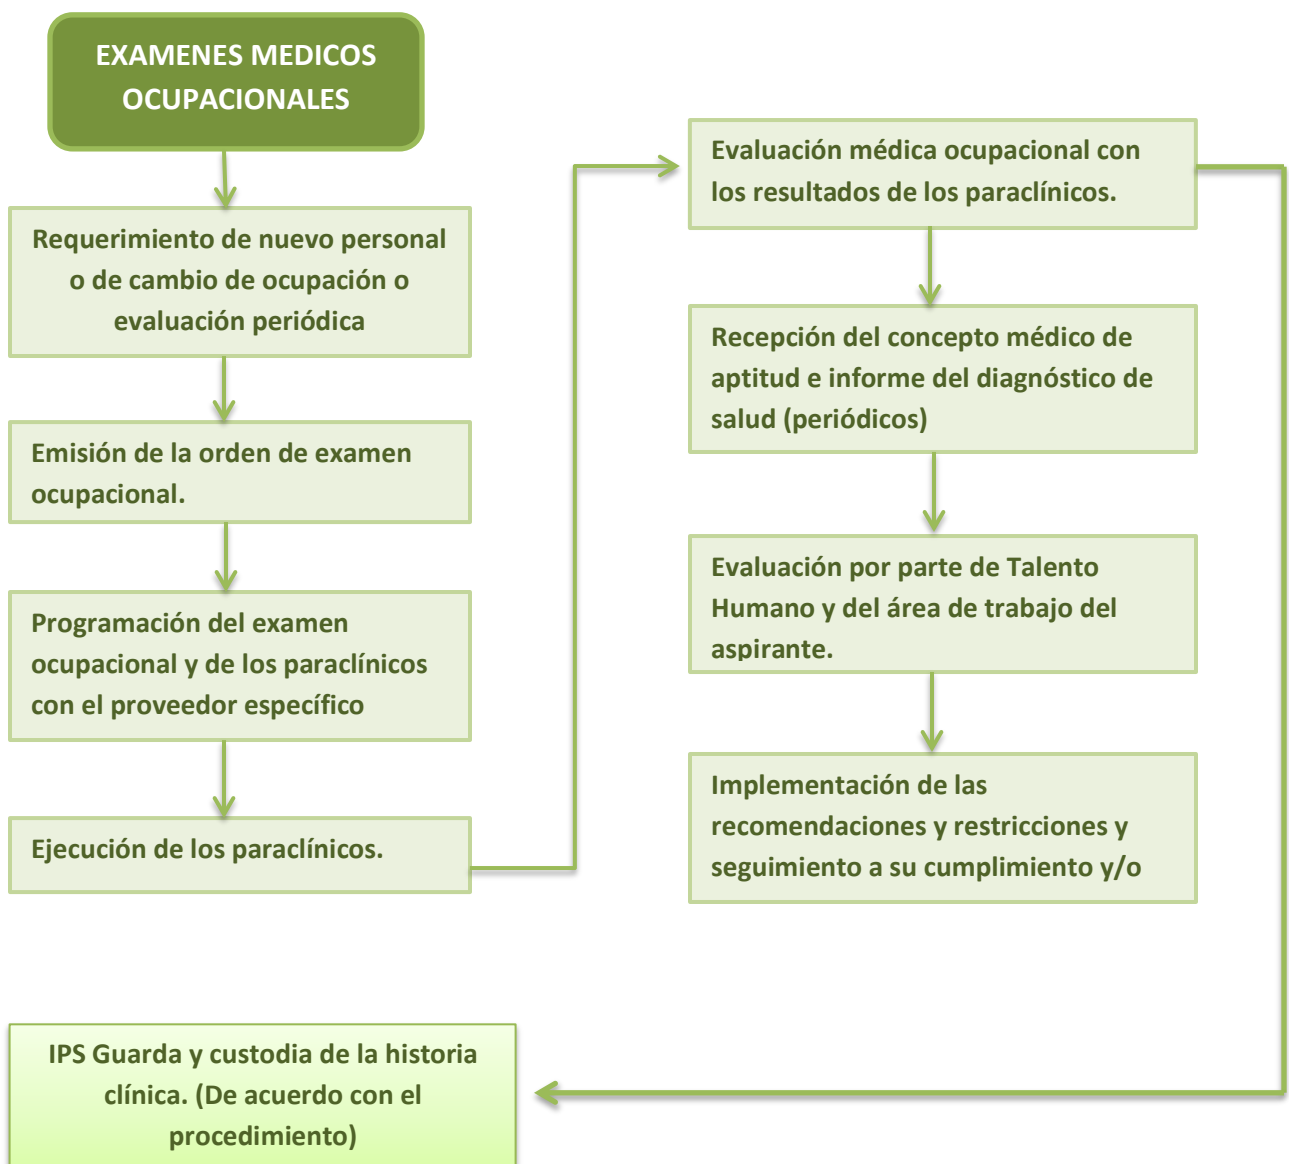 EXAMENES MEDICOS
OCUPACIONALES
Requerimiento de nuevo personal
o de cambio de ocupación o
evaluación periódica
Emisión de la orden de examen
ocupacional.
Programación del examen
ocupacional y de los paraclínicos
con el proveedor específico
Ejecución de los paraclínicos.
Evaluación médica ocupacional con
los resultados de los paraclínicos.
Recepción del concepto médico de
aptitud e informe del diagnóstico de
salud (periódicos)
Evaluación por parte de Talento
Humano y del área de trabajo del
aspirante.
Implementación de las
recomendaciones y restricciones y
seguimiento a su cumplimiento y/o
IPS Guarda y custodia de la historia
clínica. (De acuerdo con el
procedimiento)